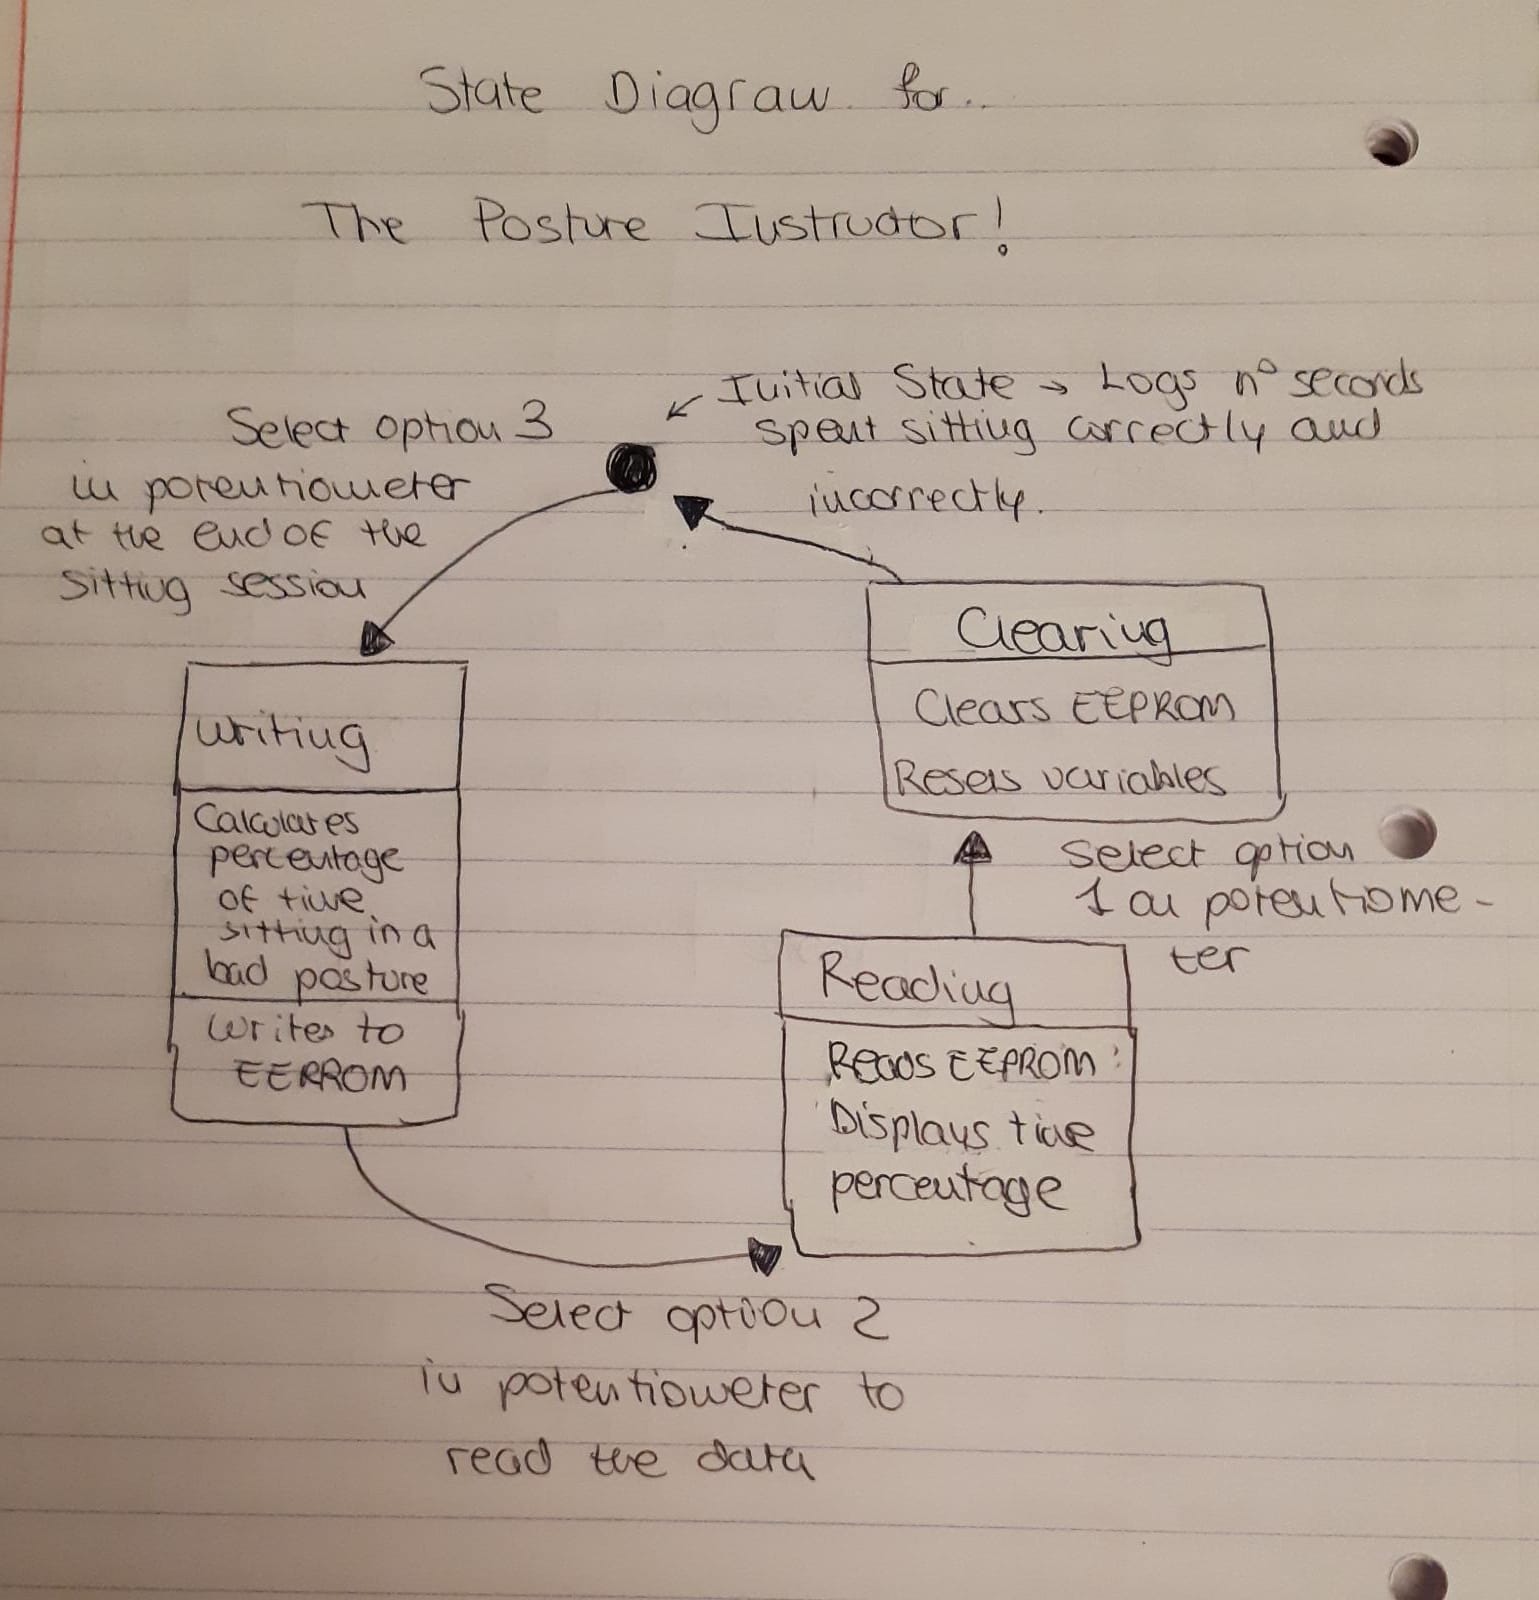 State Diagram for..
The Posture Instructor!
Initial State → Logs nº seconds
spent sitting correctly and
incorrectly.
Select option 3
in potentiometer
at the end of the
sitting session
Writing
Calculates
percentage
of time
sitting in a
bad posture
Writes to
EERROM
Clearing
Clears EEPROM
Resets variables
Select option
1 on potentiome-
ter
Reading
Reads EEPROM
Displays time
percentage
Select option 2
in potentiometer to
read the data